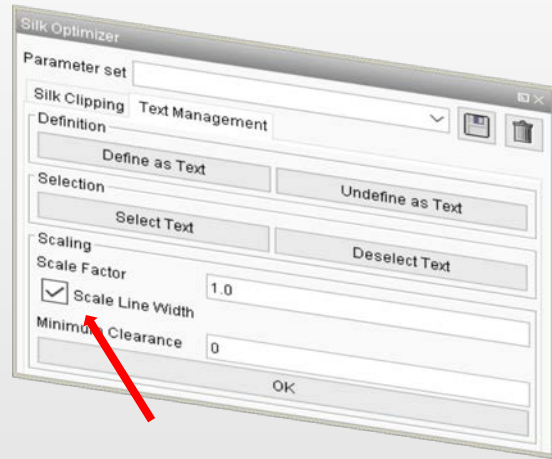 Silk Optimizer
Parameter set
Silk Clipping Text Management
Definition
Define as Text Undefine as Text
Selection
Select Text Deselect Text
Scaling
Scale Factor 1.0
Scale Line Width
Minimum Clearance 0
OK